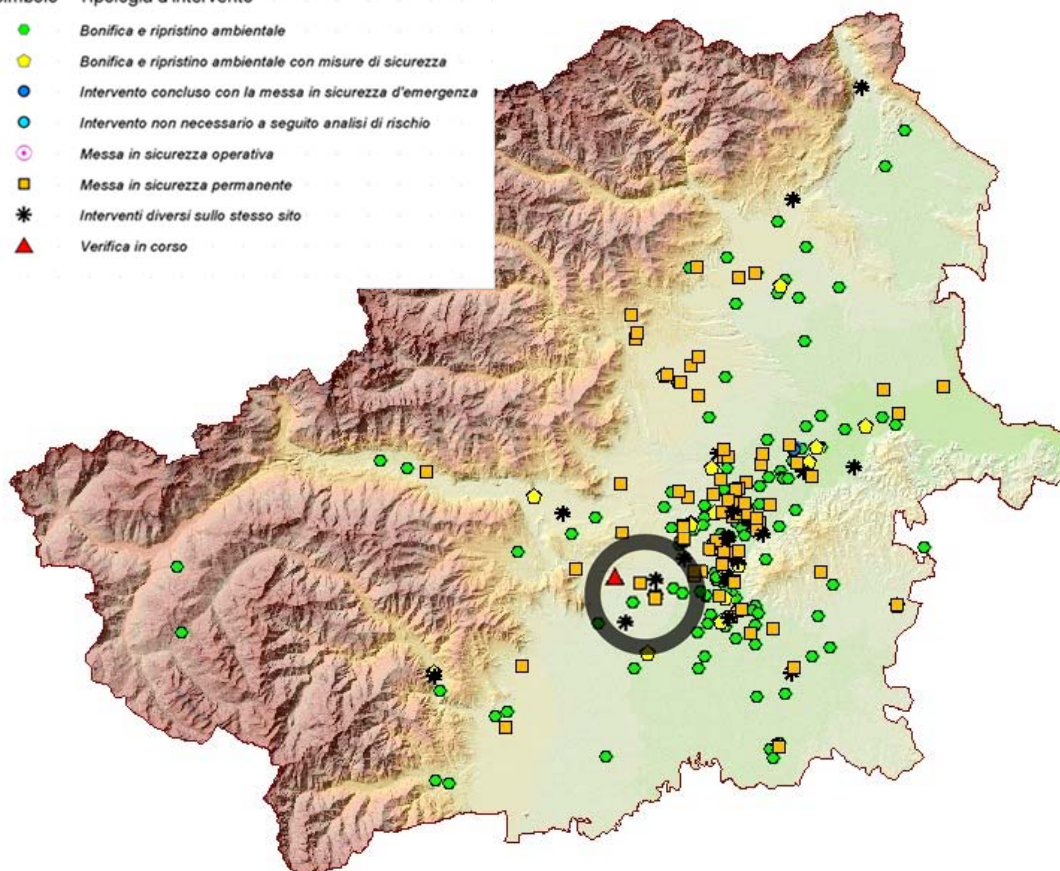 Tipologia d'intervento
Bonifica e ripristino ambientale
Bonifica e ripristino ambientale con misure di sicurezza
Intervento concluso con la messa in sicurezza d'emergenza
Intervento non necessario a seguito analisi di rischio
Messa in sicurezza operativa
Messa in sicurezza permanente
Interventi diversi sullo stesso sito
Verifica in corso